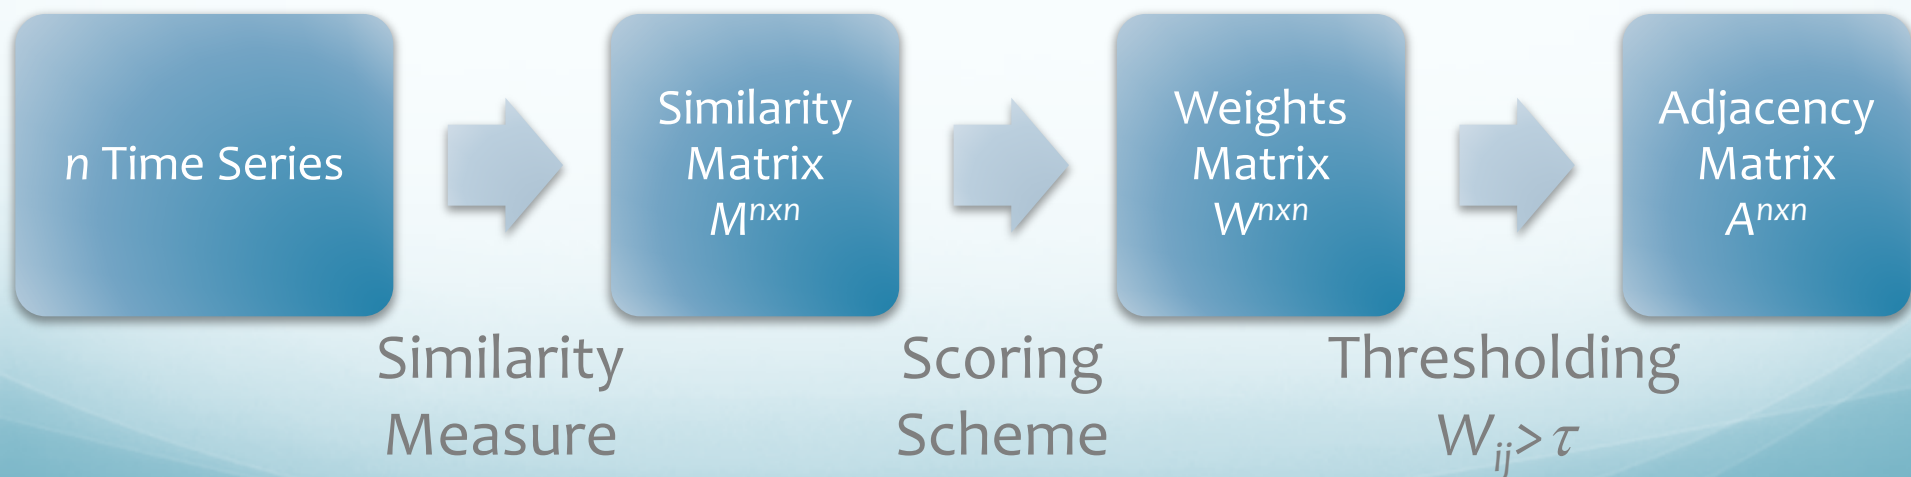 n Time Series
Similarity
Matrix
Mⁿˣⁿ
Weights
Matrix
Wⁿˣⁿ
Adjacency
Matrix
Aⁿˣⁿ
Similarity
Measure
Scoring
Scheme
Thresholding
Wᵢⱼ>τ